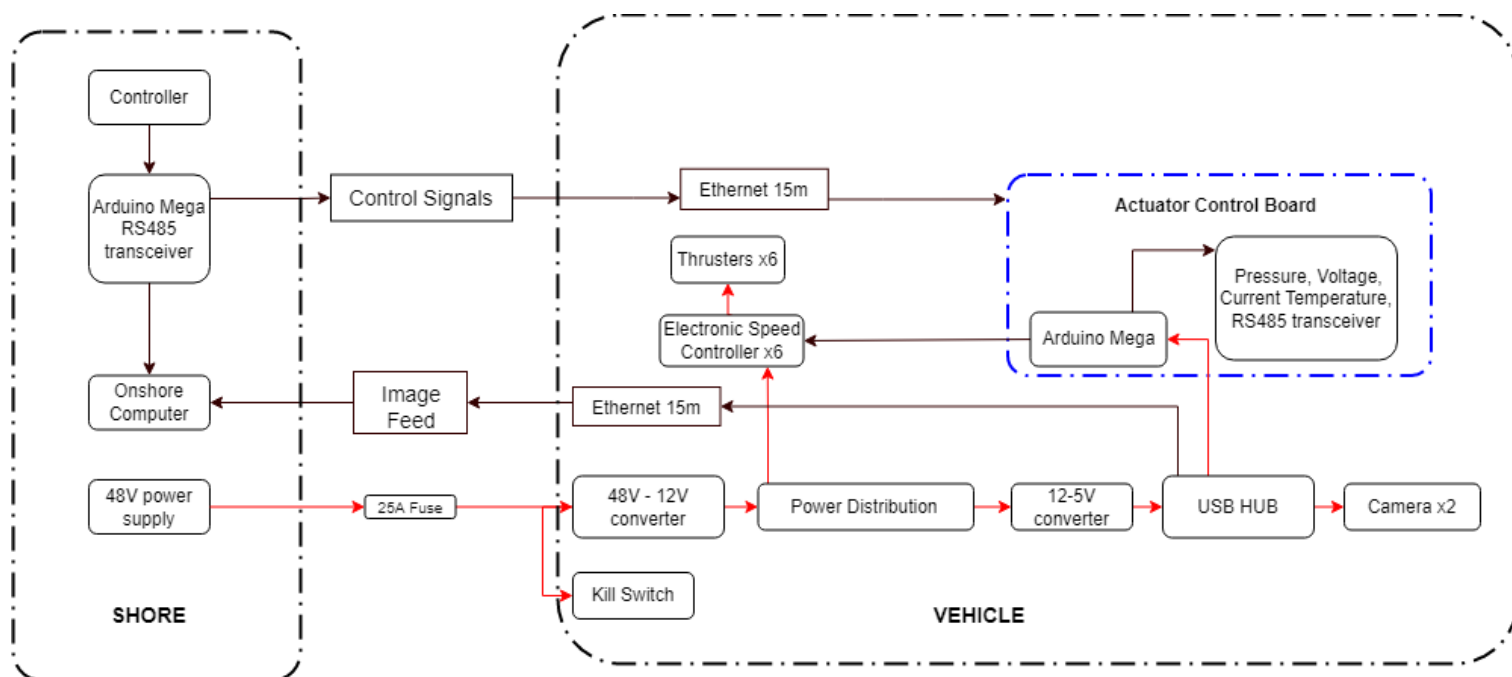 Controller
Arduino Mega
RS485
transceiver
Control Signals
Ethernet 15m
Actuator Control Board
Thrusters x6
Pressure, Voltage,
Current Temperature,
RS485 transceiver
Electronic Speed
Controller x6
Arduino Mega
Onshore
Computer
Image
Feed
Ethernet 15m
48V power
supply
25A Fuse
48V - 12V
converter
Power Distribution
12-5V
converter
USB HUB
Camera x2
Kill Switch
SHORE
VEHICLE